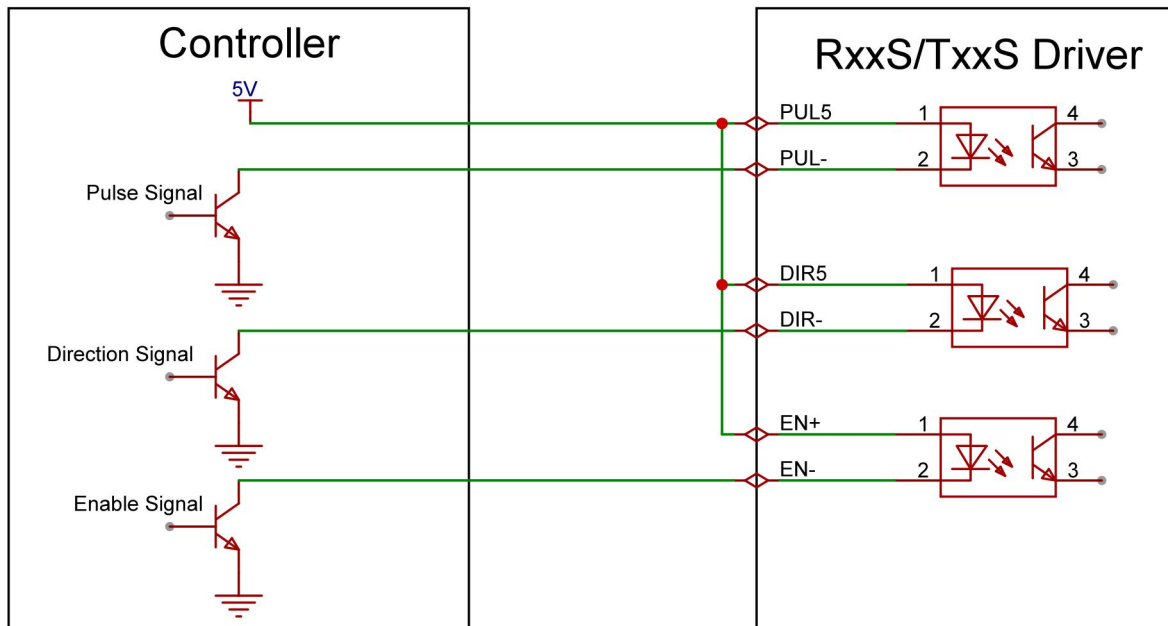 Controller
RxxS/TxxS Driver
5V
PUL5
1
4
PUL-
2
3
Pulse Signal
DIR5
1
4
DIR-
2
3
Direction Signal
EN+
1
4
EN-
2
3
Enable Signal